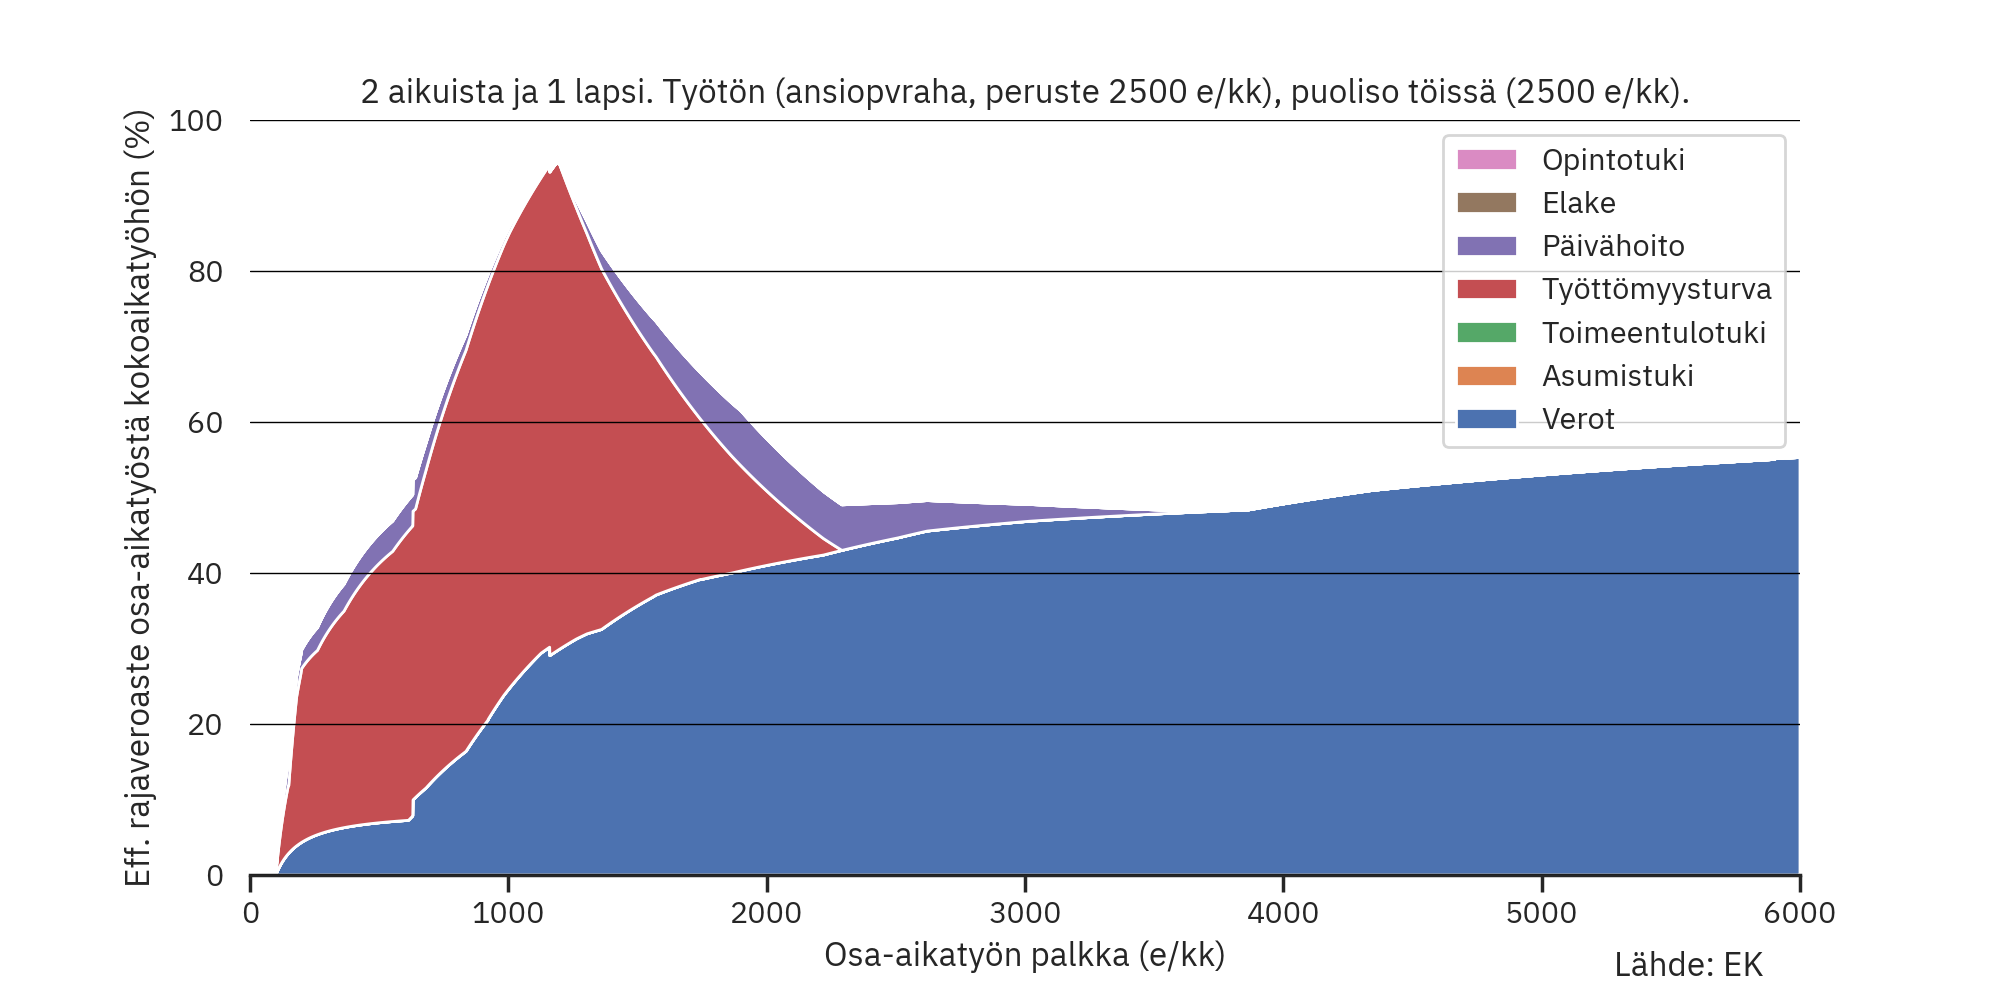 2 aikuista ja 1 lapsi. Työtön (ansiopvraha, peruste 2500 e/kk), puoliso töissä (2500 e/kk).
Eff. rajaveroaste osa-aikatyöstä kokoaikatyöhön (%)
100
80
60
40
20
0
Opintotuki
Elake
Päivähoito
Työttömyysturva
Toimeentulotuki
Asumistuki
Verot
0 1000 2000 3000 4000 5000 6000
Osa-aikatyön palkka (e/kk)
Lähde: EK